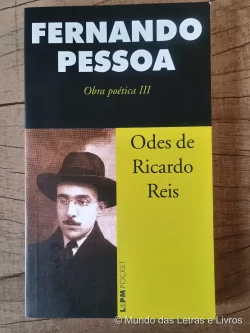 FERNANDO
PESSOA
Obra poética III
Odes de
Ricardo
Reis
L&PM POCKET
© Mundo das Letras e Livros